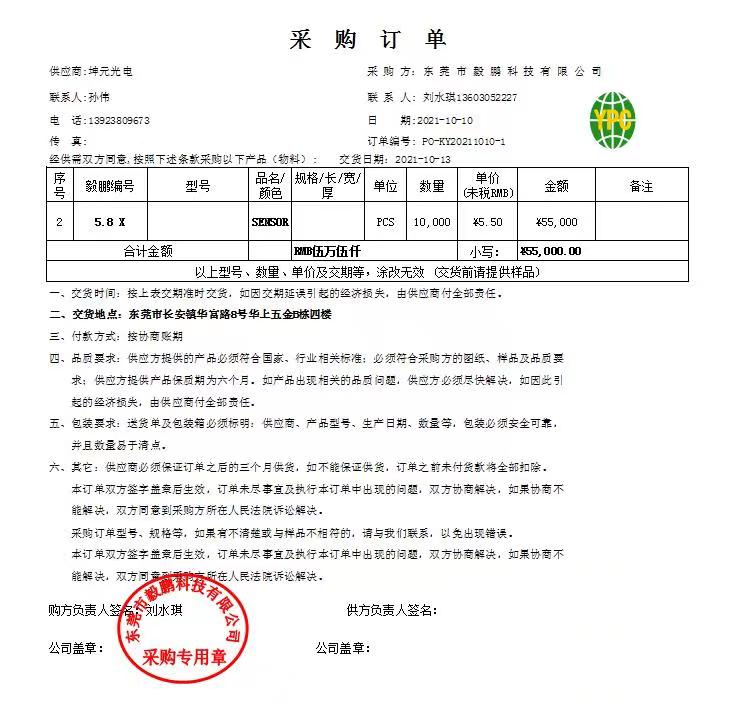 采 购 订 单
供应商:坤元光电 采 购 方: 东 莞 市 毅 鹏 科 技 有 限 公 司
联系人:孙伟 联 系 人: 刘水琪13603052227
电 话:13923809673 日 期:2021-10-10
YPC
传 真: 订单编号: PO-KY20211010-1
经供需双方同意,按照下述条款采购以下产品（物料）: 交货日期: 2021-10-13
序号 毅鹏编号 型号 品名/颜色 规格/长/宽/厚 单位 数量 单价(未税RMB) 金额 备注
2 5.8 X SENSOR PCS 10,000 ¥5.50 ¥55,000
合计金额 RMB伍万伍仟 小写: ¥55,000.00
以上型号、数量、单价及交期等，涂改无效（交货前请提供样品）
一、交货时间: 按上表交期准时交货，如因交期延误引起的经济损失，由供应商付全部责任。
二、交货地点: 东莞市长安镇华富路8号华上五金B栋四楼
三、付款方式: 按协商账期
四、品质要求: 供应方提供的产品必须符合国家、行业相关标准; 必须符合采购方的图纸、样品及品质要
求; 供应方提供产品保质期为六个月。如产品出现相关的品质问题，供应方必须尽快解决，如因此引
起的经济损失，由供应商付全部责任。
五、包装要求: 送货单及包装箱必须标明: 供应商、产品型号、生产日期、数量等，包装必须安全可靠，
并且数量易于清点。
六、其它: 供应商必须保证订单之后的三个月供货，如不能保证供货，订单之前未付货款将全部扣除。
本订单双方签字盖章后生效，订单未尽事宜及执行本订单中出现的问题，双方协商解决，如果协商不
能解决，双方同意到采购方所在人民法院诉讼解决。
采购订单型号、规格等，如果有不清楚或与样品不相符的，请与我们联系，以免出现错误。
本订单双方签字盖章后生效，订单未尽事宜及执行本订单中出现的问题，双方协商解决，如果协商不
能解决，双方同意到采购方所在人民法院诉讼解决。
购方负责人签名: 刘水琪 供方负责人签名:
公司盖章: 公司盖章:
东莞市毅鹏科技有限公司
采购专用章